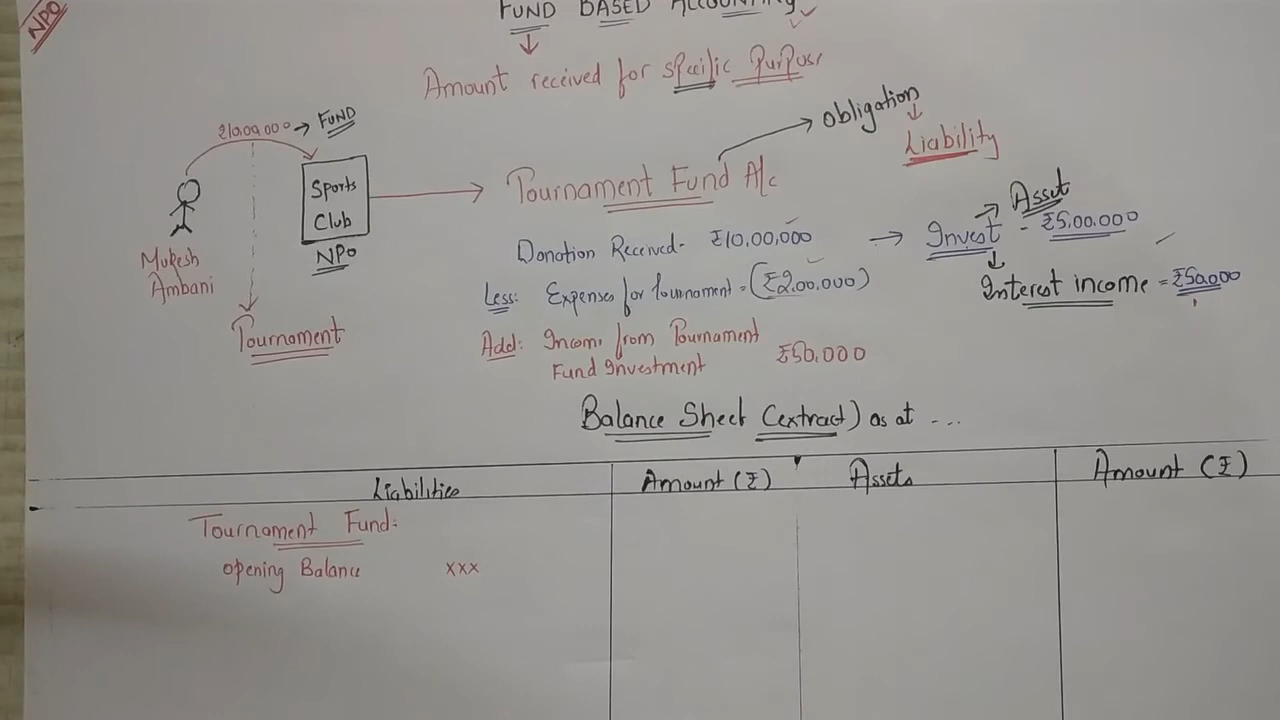 NPO
FUND BASED ACCOUNTING
Amount received for specific Purpose
₹10,00,000 → FUND
Sports
Club
NPO
Mukesh
Ambani
Tournament
Tournament Fund A/c
obligation
Liability
Donation Received - ₹10,00,000 → Invest - ₹5,00,000
Asset
Less: Expenses for Tournament = (₹2,00,000)
Interest income = ₹50,000
Add: Income from Tournament
Fund Investment ₹50,000
Balance Sheet (extract) as at ...
Liabilities Amount (₹) Assets Amount (₹)
Tournament Fund:
opening Balance xxx